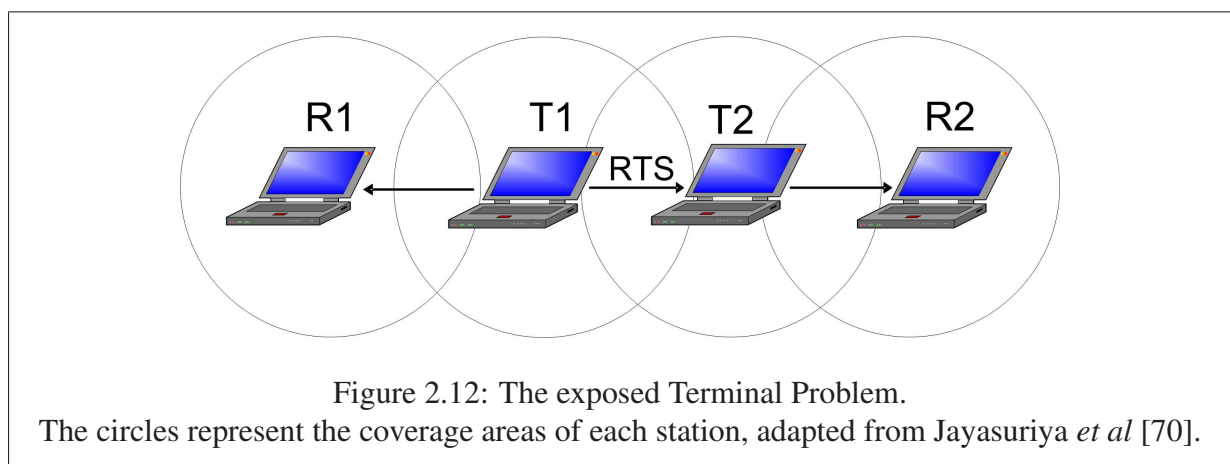 R1 T1 T2 R2
RTS
Figure 2.12: The exposed Terminal Problem.
The circles represent the coverage areas of each station, adapted from Jayasuriya et al [70].